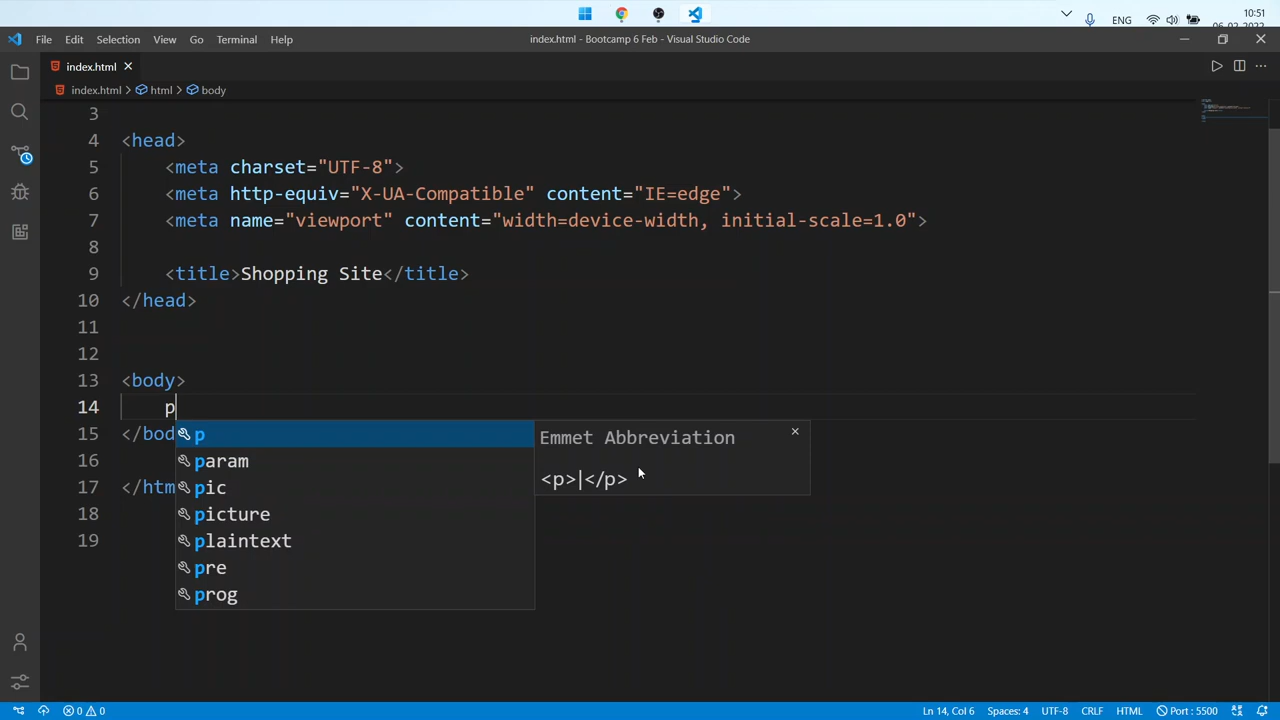 10:51
ENG
06-02-2022
File Edit Selection View Go Terminal Help
index.html - Bootcamp 6 Feb - Visual Studio Code
index.html
index.html > html > body
3
4 <head>
5 <meta charset="UTF-8">
6 <meta http-equiv="X-UA-Compatible" content="IE=edge">
7 <meta name="viewport" content="width=device-width, initial-scale=1.0">
8
9 <title>Shopping Site</title>
10 </head>
11
12
13 <body>
14 p
15 </bod
16
17 </htm
18
19
p
param
pic
picture
plaintext
pre
prog
Emmet Abbreviation
<p>|</p>
0 0
Ln 14, Col 6 Spaces: 4 UTF-8 CRLF HTML Port : 5500